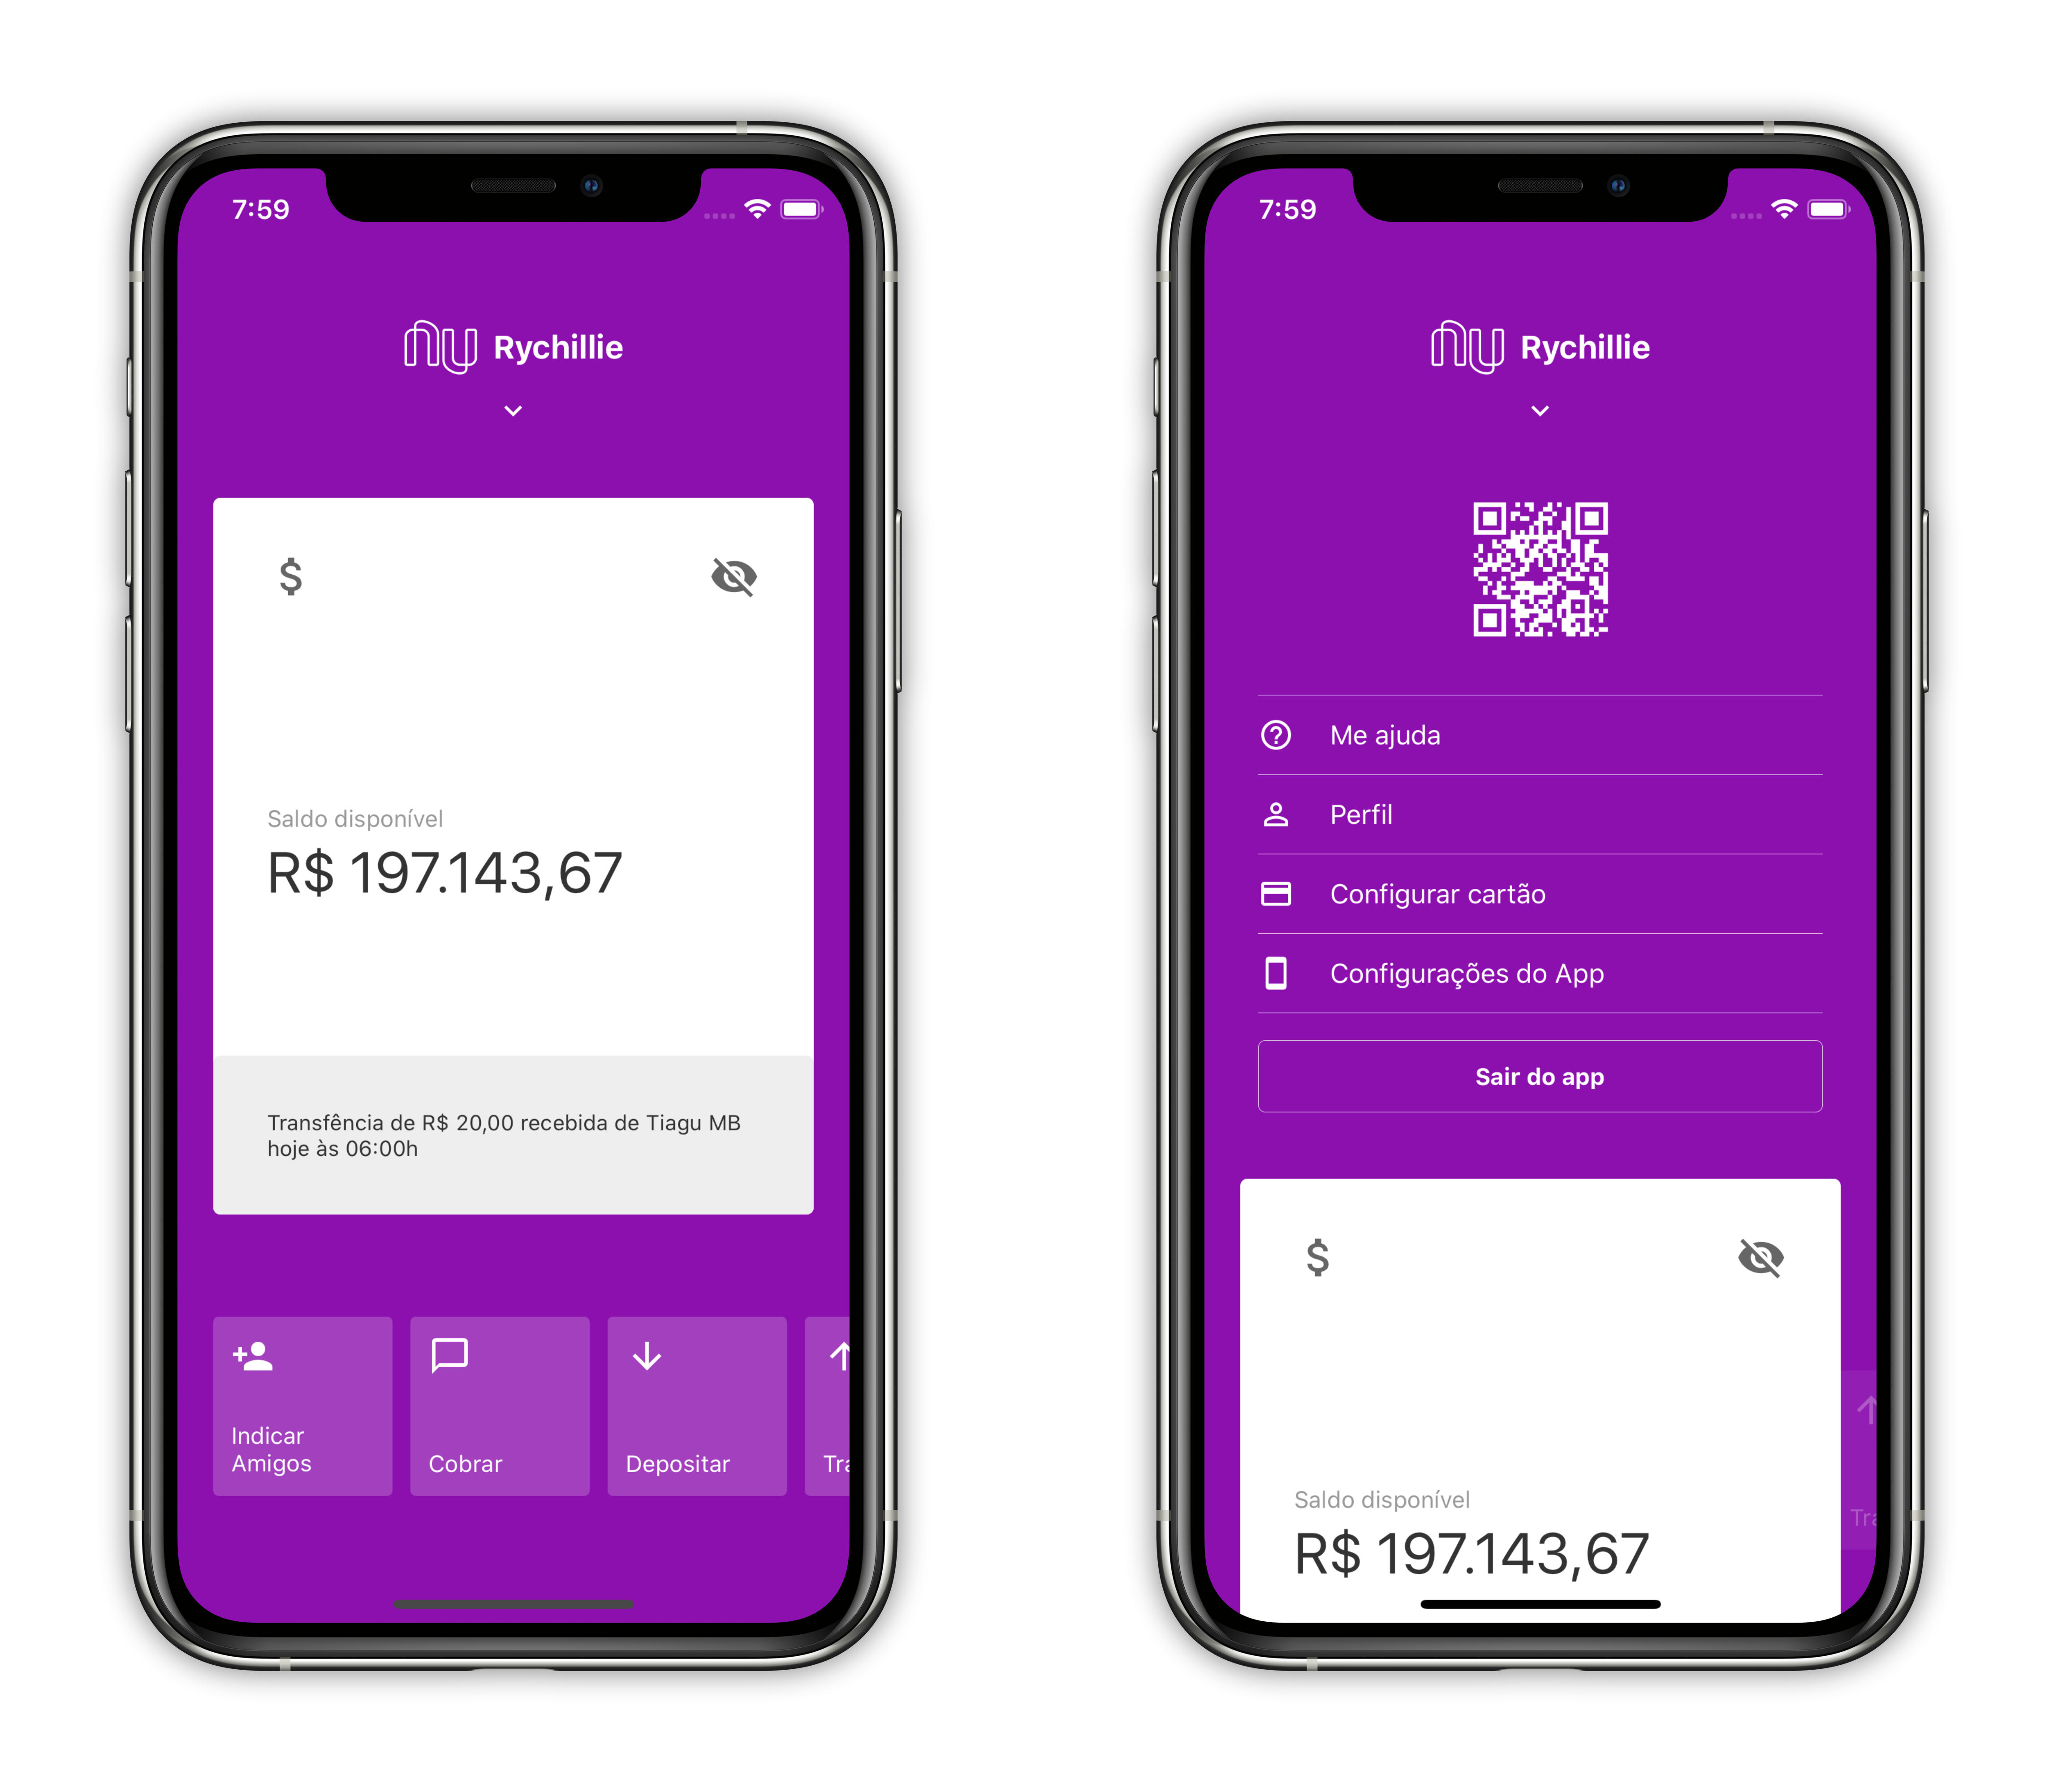 7:59
nu Rychillie
$
Saldo disponível
R$ 197.143,67
Transfência de R$ 20,00 recebida de Tiagu MB
hoje às 06:00h
Indicar
Amigos
Cobrar
Depositar
Tra
7:59
nu Rychillie
Me ajuda
Perfil
Configurar cartão
Configurações do App
Sair do app
$
Saldo disponível
R$ 197.143,67
Tra